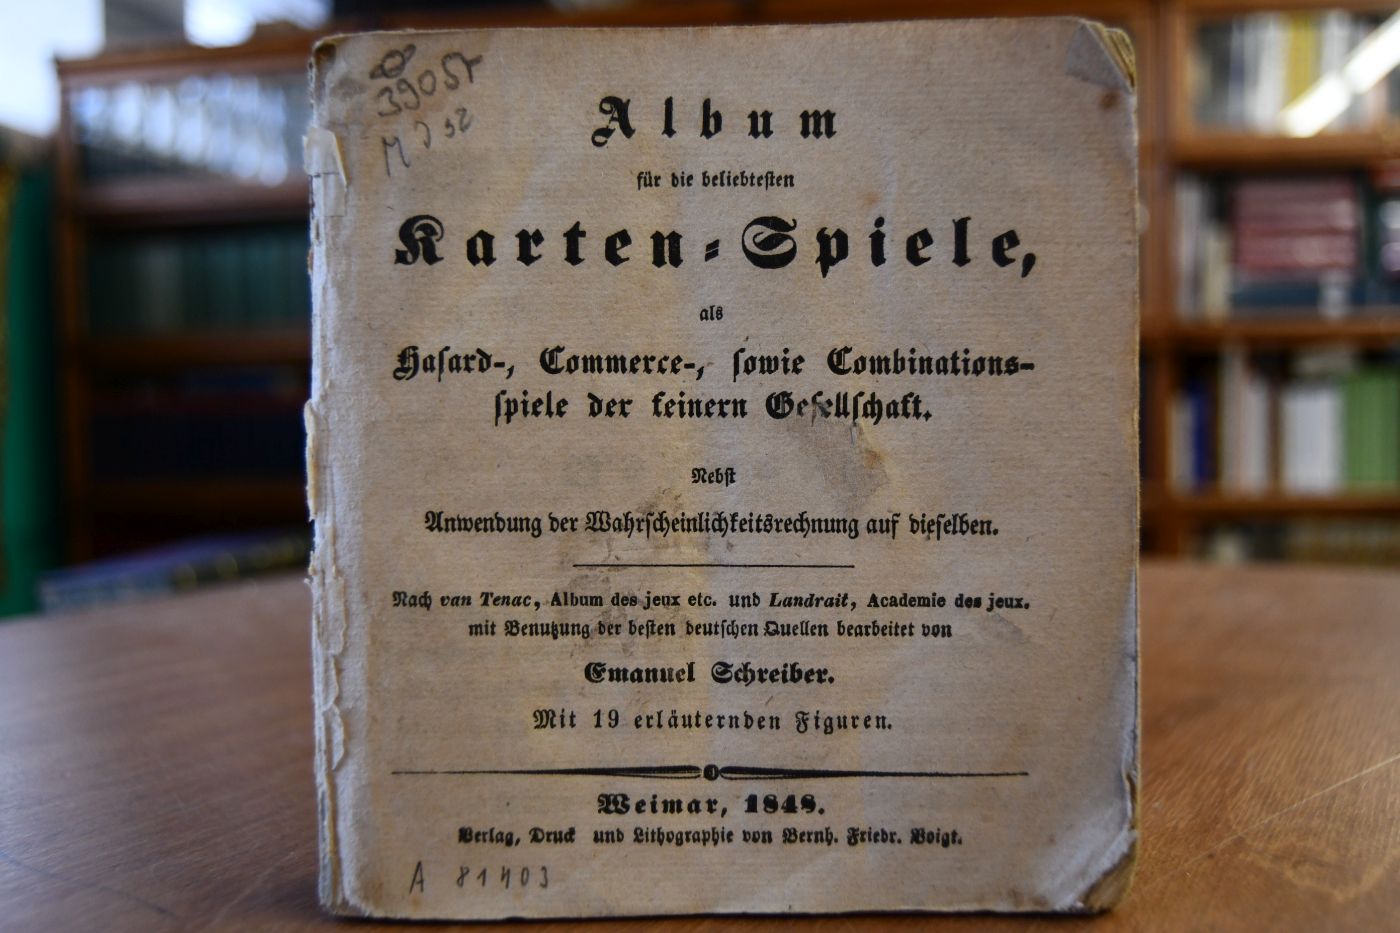 39051
M J 52
Album
für die beliebtesten
Karten-Spiele,
als
Hasard-, Commerce-, sowie Combinations-
spiele der feinern Gesellschaft.
Nebst
Anwendung der Wahrscheinlichkeitsrechnung auf dieselben.
Nach van Tenac, Album des jeux etc. und Landrait, Academie des jeux.
mit Benutzung der besten deutschen Quellen bearbeitet von
Emanuel Schreiber.
Mit 19 erläuternden Figuren.
Weimar, 1848.
Verlag, Druck und Lithographie von Bernh. Friedr. Voigt.
A 81403